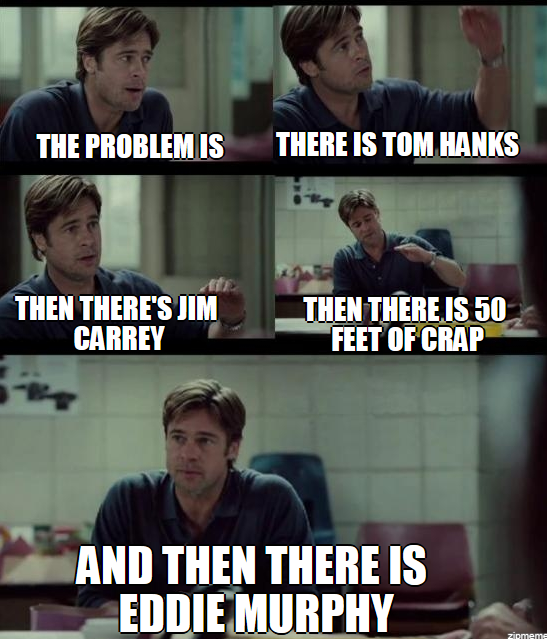 THE PROBLEM IS
THERE IS TOM HANKS
THEN THERE'S JIM
CARREY
THEN THERE IS 50
FEET OF CRAP
AND THEN THERE IS
EDDIE MURPHY
zipmeme